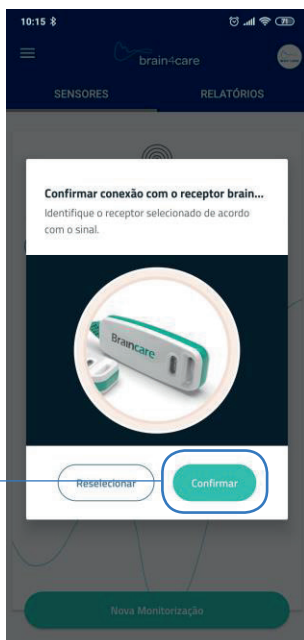 10:15
71
brain4care
SENSORES RELATÓRIOS
Confirmar conexão com o receptor brain...
Identifique o receptor selecionado de acordo
com o sinal.
Braincare
Reselecionar Confirmar
Nova Monitorização